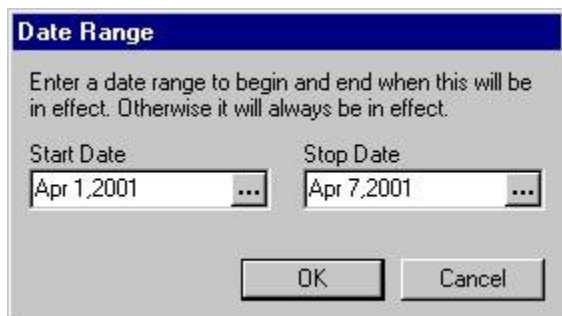 Date Range
Enter a date range to begin and end when this will be
in effect. Otherwise it will always be in effect.
Start Date Stop Date
Apr 1,2001 ... Apr 7,2001 ...
OK Cancel